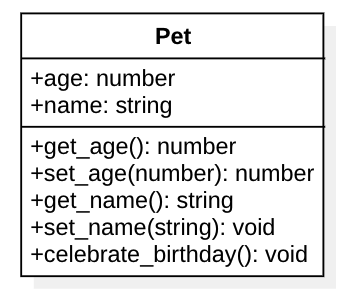 Pet
+age: number
+name: string
+get_age(): number
+set_age(number): number
+get_name(): string
+set_name(string): void
+celebrate_birthday(): void